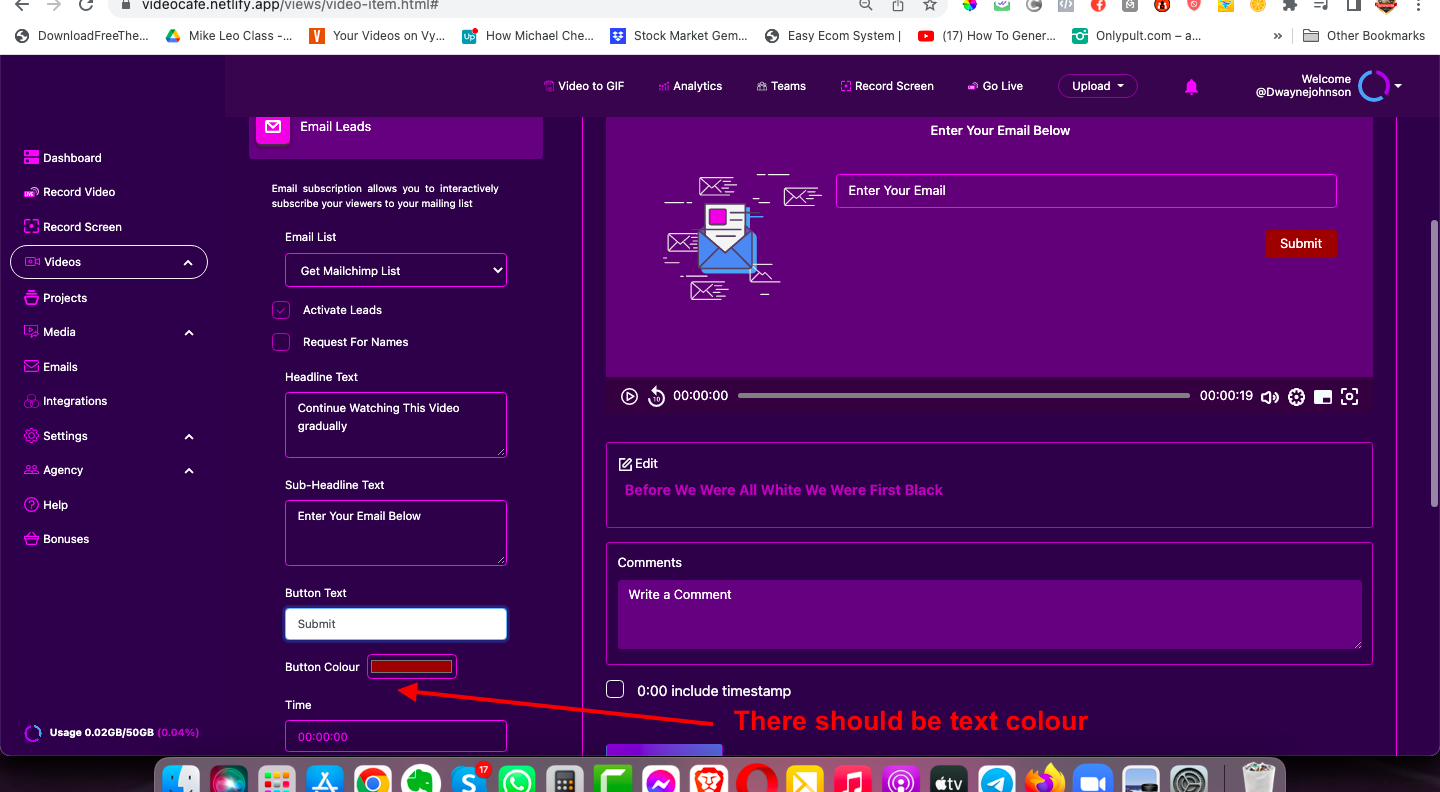 videocafe.netlify.app/views/video-item.html#
DownloadFreeThe...
Mike Leo Class -...
Your Videos on Vy...
Up
How Michael Che...
Stock Market Gem...
Easy Ecom System |
(17) How To Gener...
Onlypult.com – a...
»
Other Bookmarks
Video to GIF
Analytics
Teams
Record Screen
Go Live
Upload
Welcome
@Dwaynejohnson
Dashboard
Record Video
Record Screen
Videos
Projects
Media
Emails
Integrations
Settings
Agency
Help
Bonuses
Usage 0.02GB/50GB (0.04%)
Email Leads
Email subscription allows you to interactively
subscribe your viewers to your mailing list
Email List
Get Mailchimp List
Activate Leads
Request For Names
Headline Text
Continue Watching This Video
gradually
Sub-Headline Text
Enter Your Email Below
Button Text
Submit
Button Colour
Time
00:00:00
Enter Your Email Below
Enter Your Email
Submit
10
00:00:00
00:00:19
Edit
Before We Were All White We Were First Black
Comments
Write a Comment
0:00 include timestamp
There should be text colour
17
tv